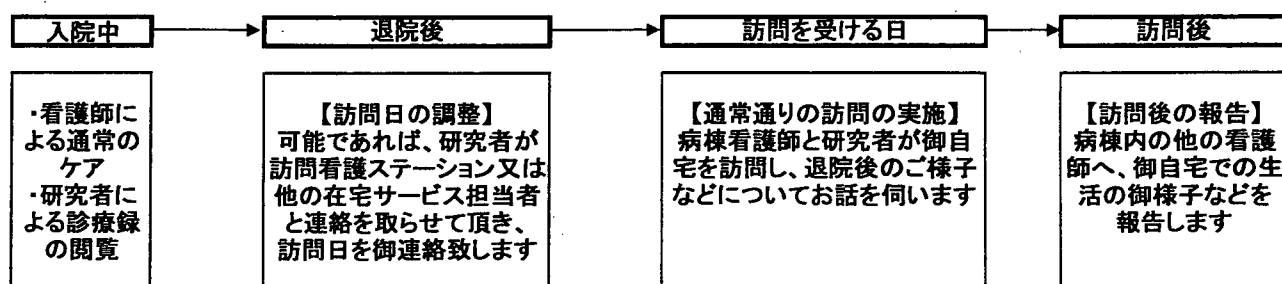 入院中
退院後
訪問を受ける日
訪問後
・看護師に
よる通常の
ケア
・研究者に
よる診療録
の閲覧
【訪問日の調整】
可能であれば、研究者が
訪問看護ステーション又は
他の在宅サービス担当者
と連絡を取らせて頂き、
訪問日を御連絡致します
【通常通りの訪問の実施】
病棟看護師と研究者が御自
宅を訪問し、退院後のご様子
などについてお話を伺います
【訪問後の報告】
病棟内の他の看護
師へ、御自宅での生
活の御様子などを
報告します